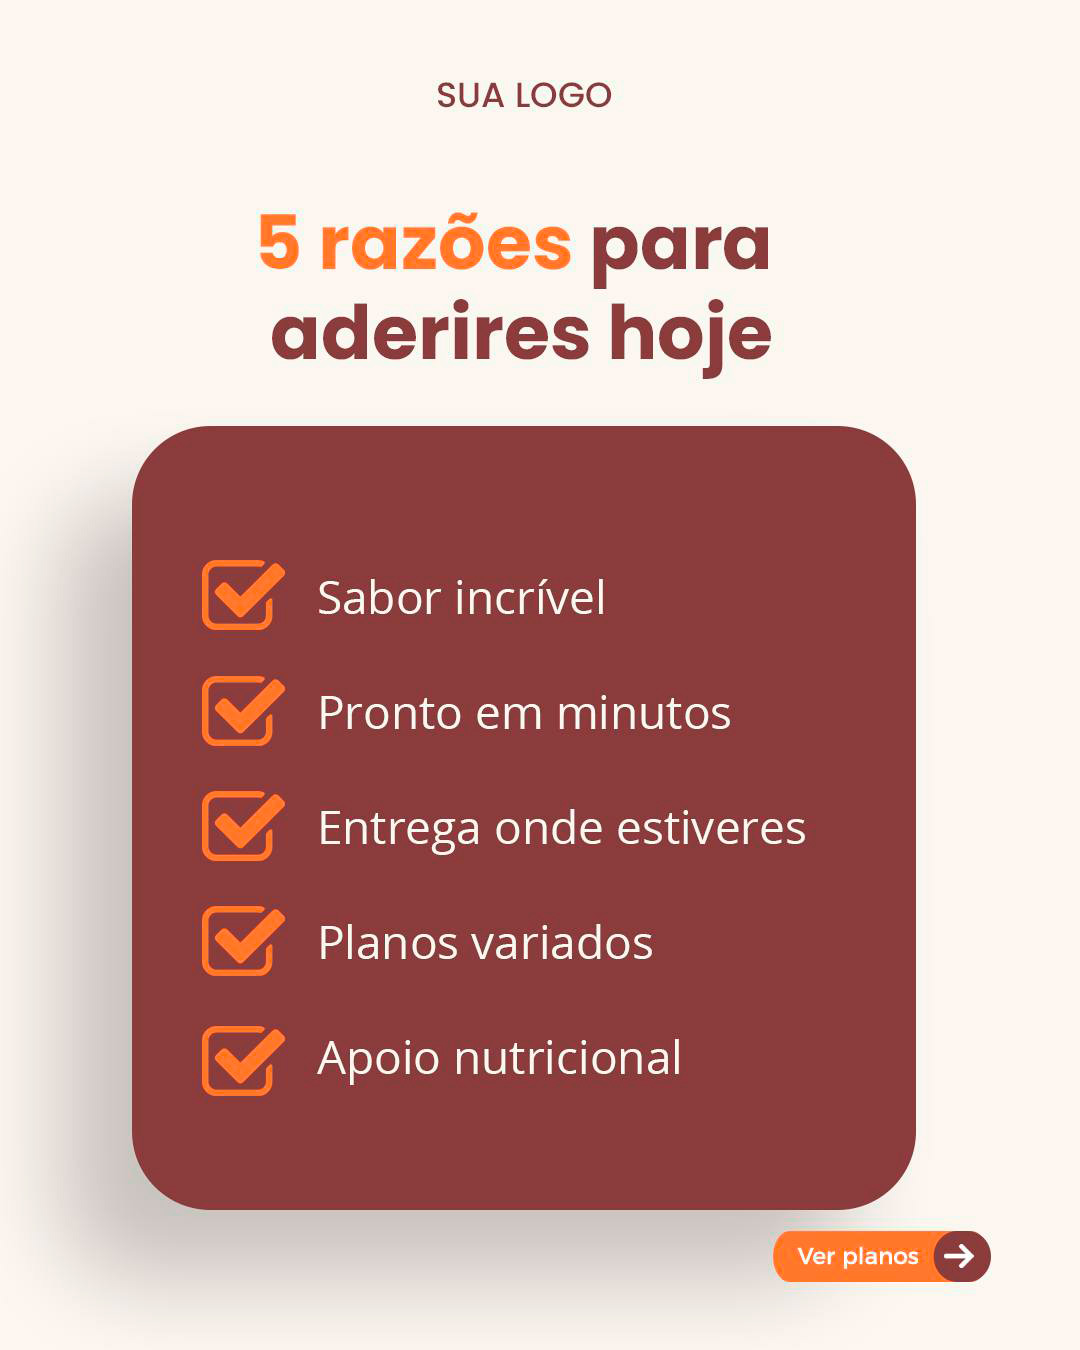 SUA LOGO
5 razões para
aderires hoje
Sabor incrível
Pronto em minutos
Entrega onde estiveres
Planos variados
Apoio nutricional
Ver planos